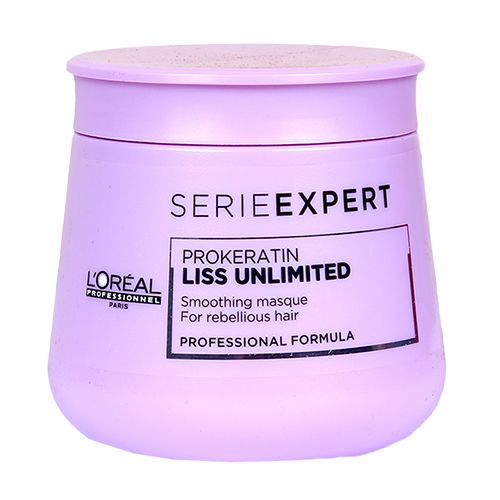 SERIEEXPERT
PROKERATIN
LISS UNLIMITED
Smoothing masque
For rebellious hair
PROFESSIONAL FORMULA
L'ORÉAL
PROFESSIONNEL
PARIS